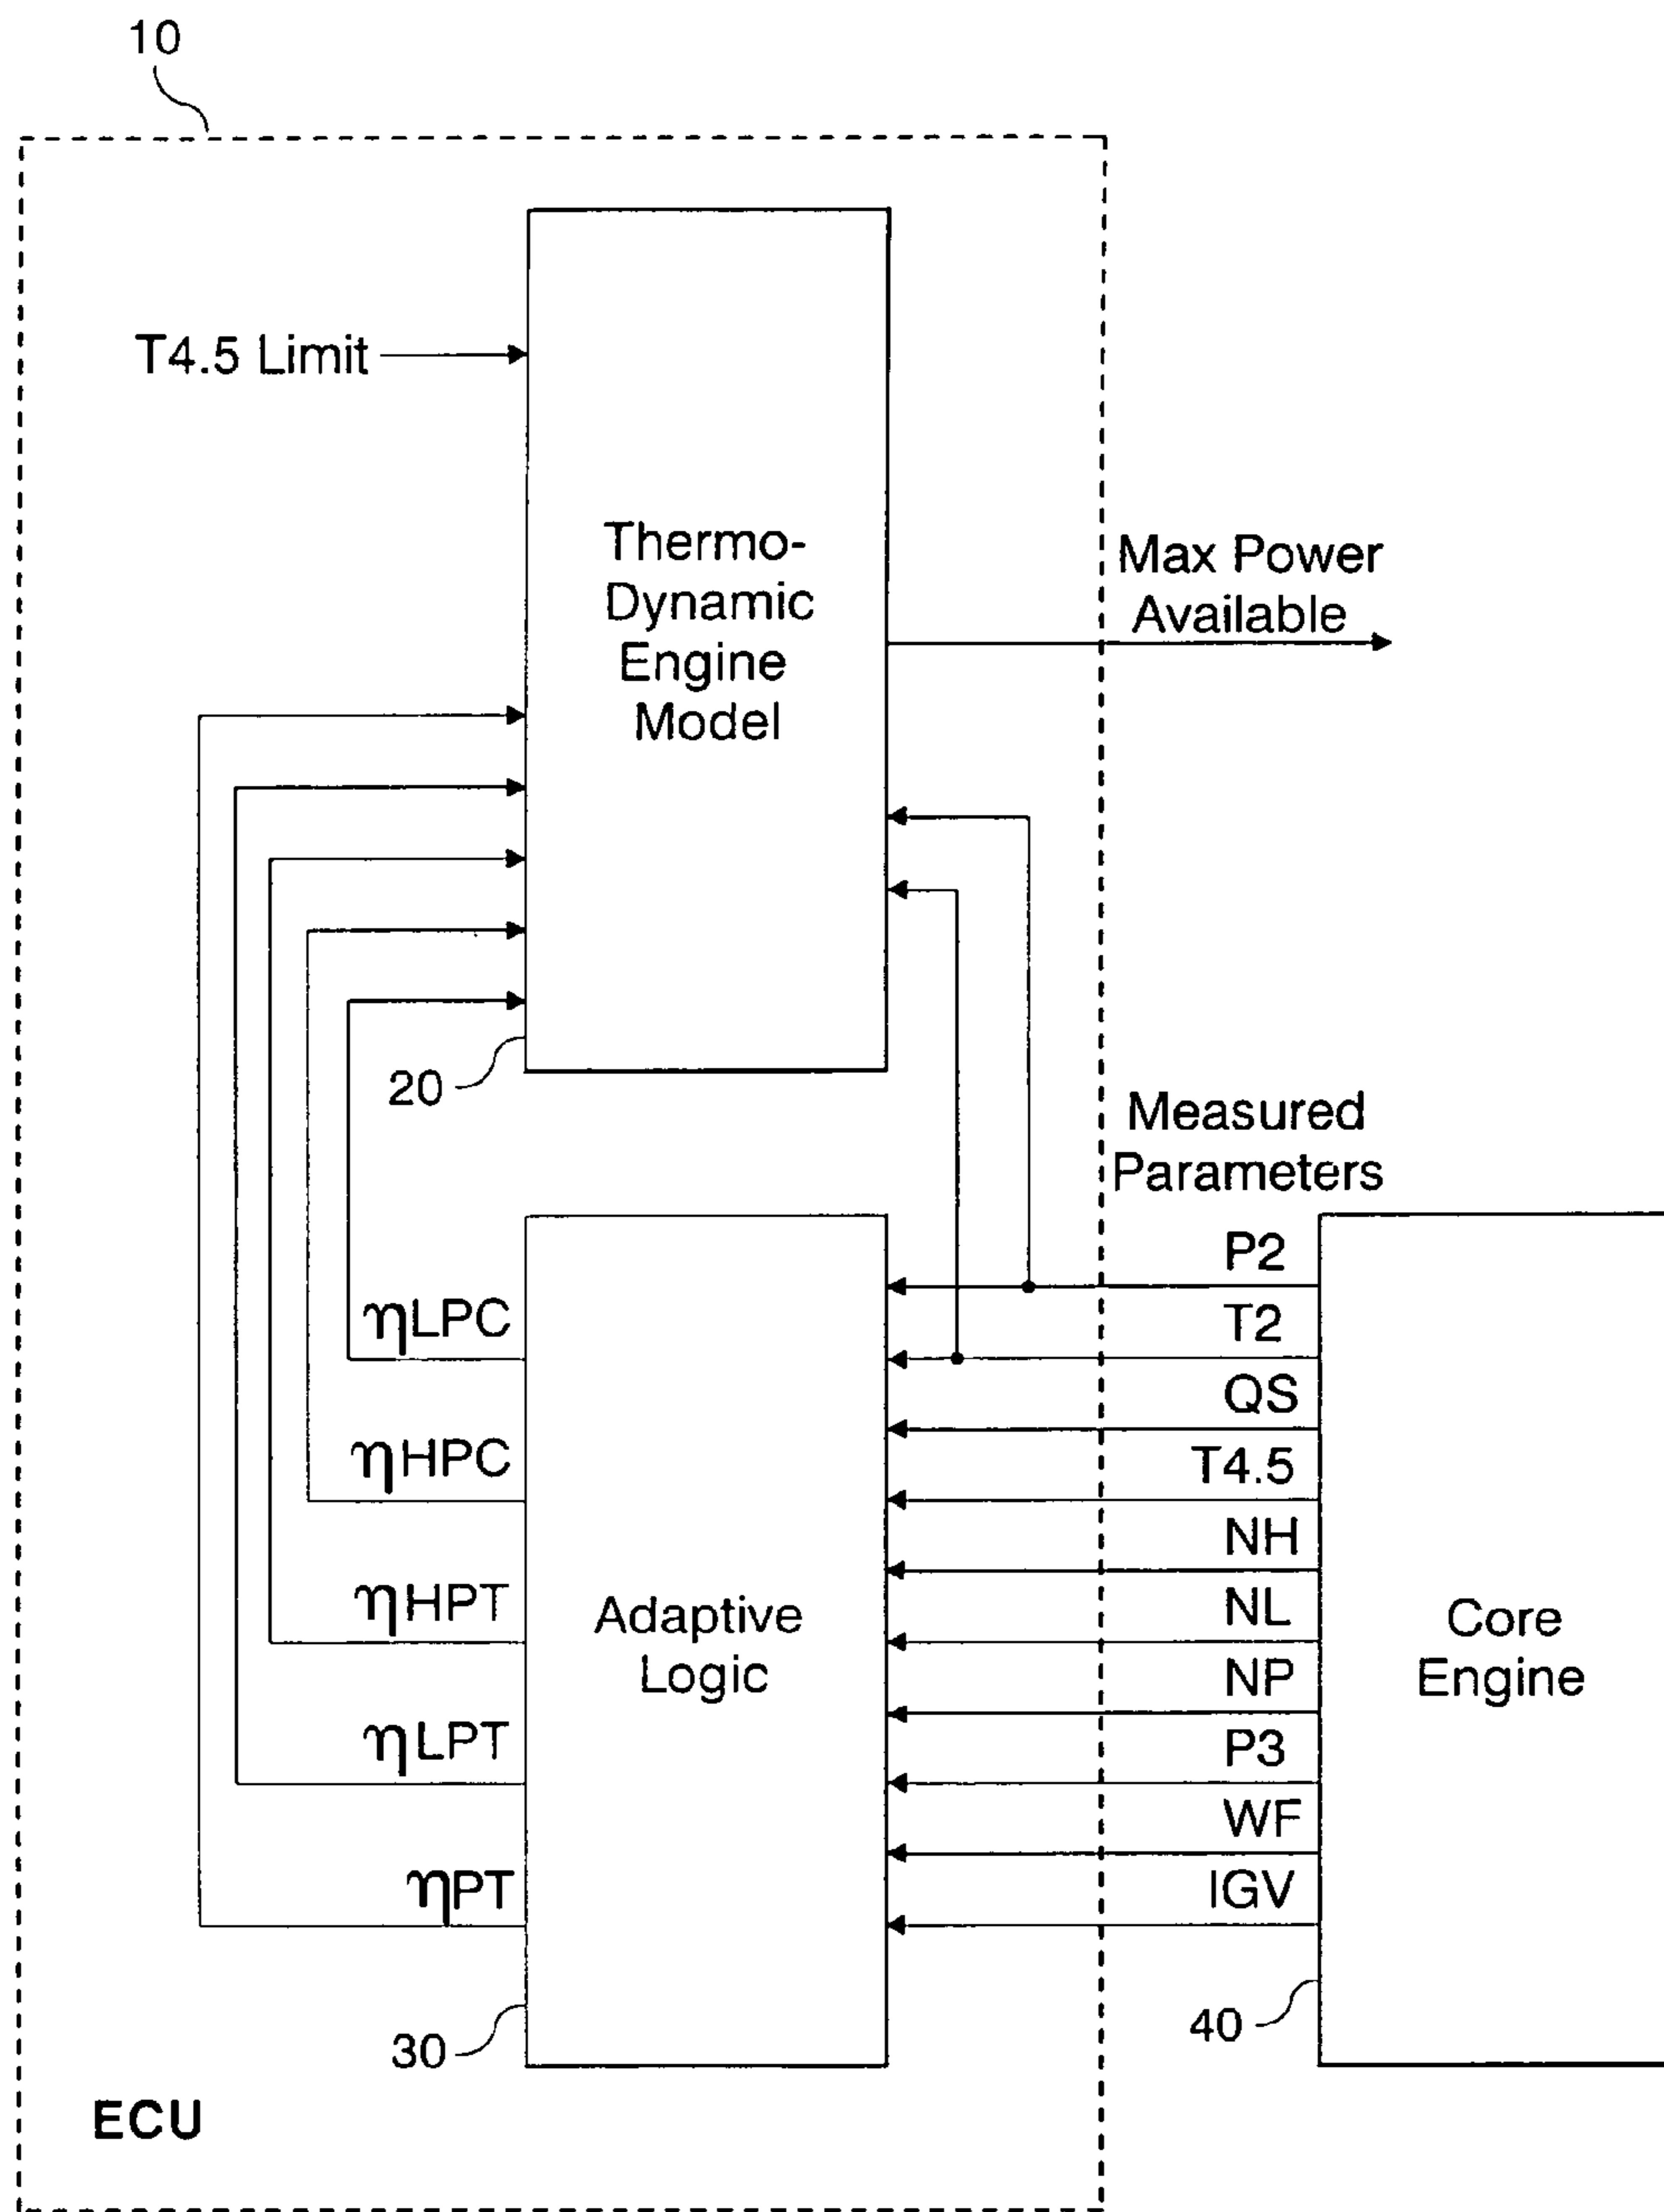 10
T4.5 Limit
Thermo-
Dynamic
Engine
Model
Max Power
Available
20
Measured
Parameters
P2
T2
QS
T4.5
NH
NL
NP
P3
WF
IGV
ηLPC
ηHPC
ηHPT
ηLPT
ηPT
Adaptive
Logic
Core
Engine
30
40
ECU